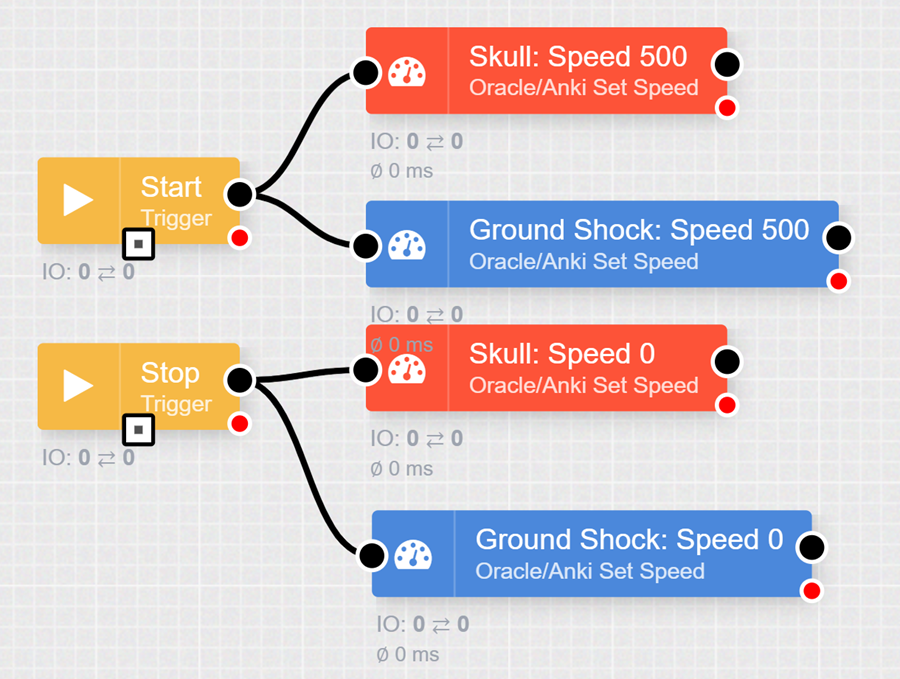 Skull: Speed 500
Oracle/Anki Set Speed
IO: 0 ⇄ 0
Ø 0 ms
Start
Trigger
IO: 0 ⇄ 0
Ground Shock: Speed 500
Oracle/Anki Set Speed
IO: 0 ⇄ 0
Ø 0 ms
Stop
Trigger
IO: 0 ⇄ 0
Skull: Speed 0
Oracle/Anki Set Speed
IO: 0 ⇄ 0
Ø 0 ms
Ground Shock: Speed 0
Oracle/Anki Set Speed
IO: 0 ⇄ 0
Ø 0 ms